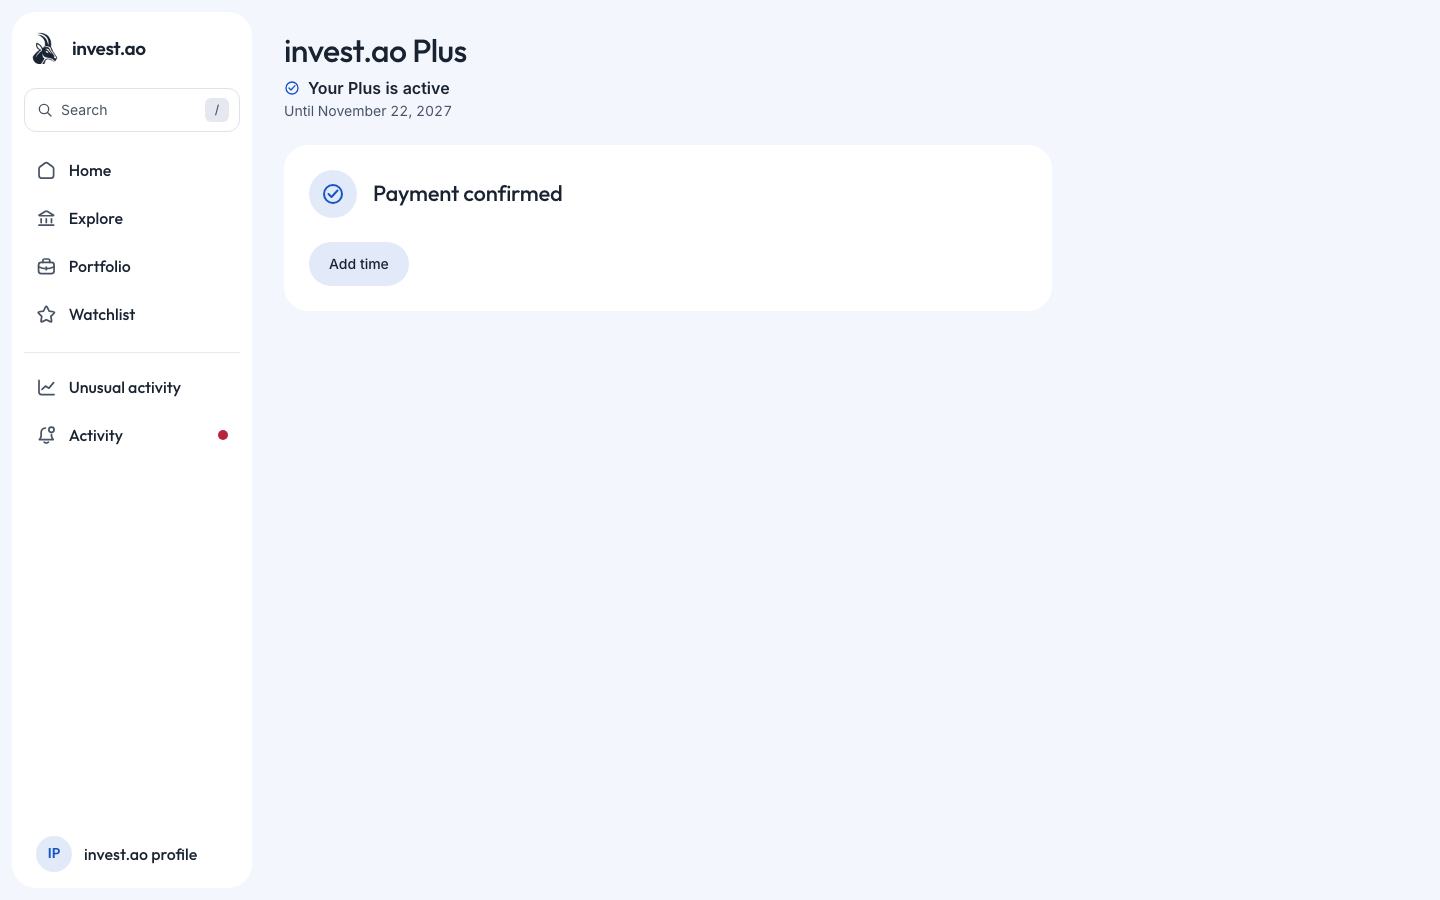 invest.ao
Search /
Home
Explore
Portfolio
Watchlist
Unusual activity
Activity
IP invest.ao profile
invest.ao Plus
Your Plus is active
Until November 22, 2027
Payment confirmed
Add time